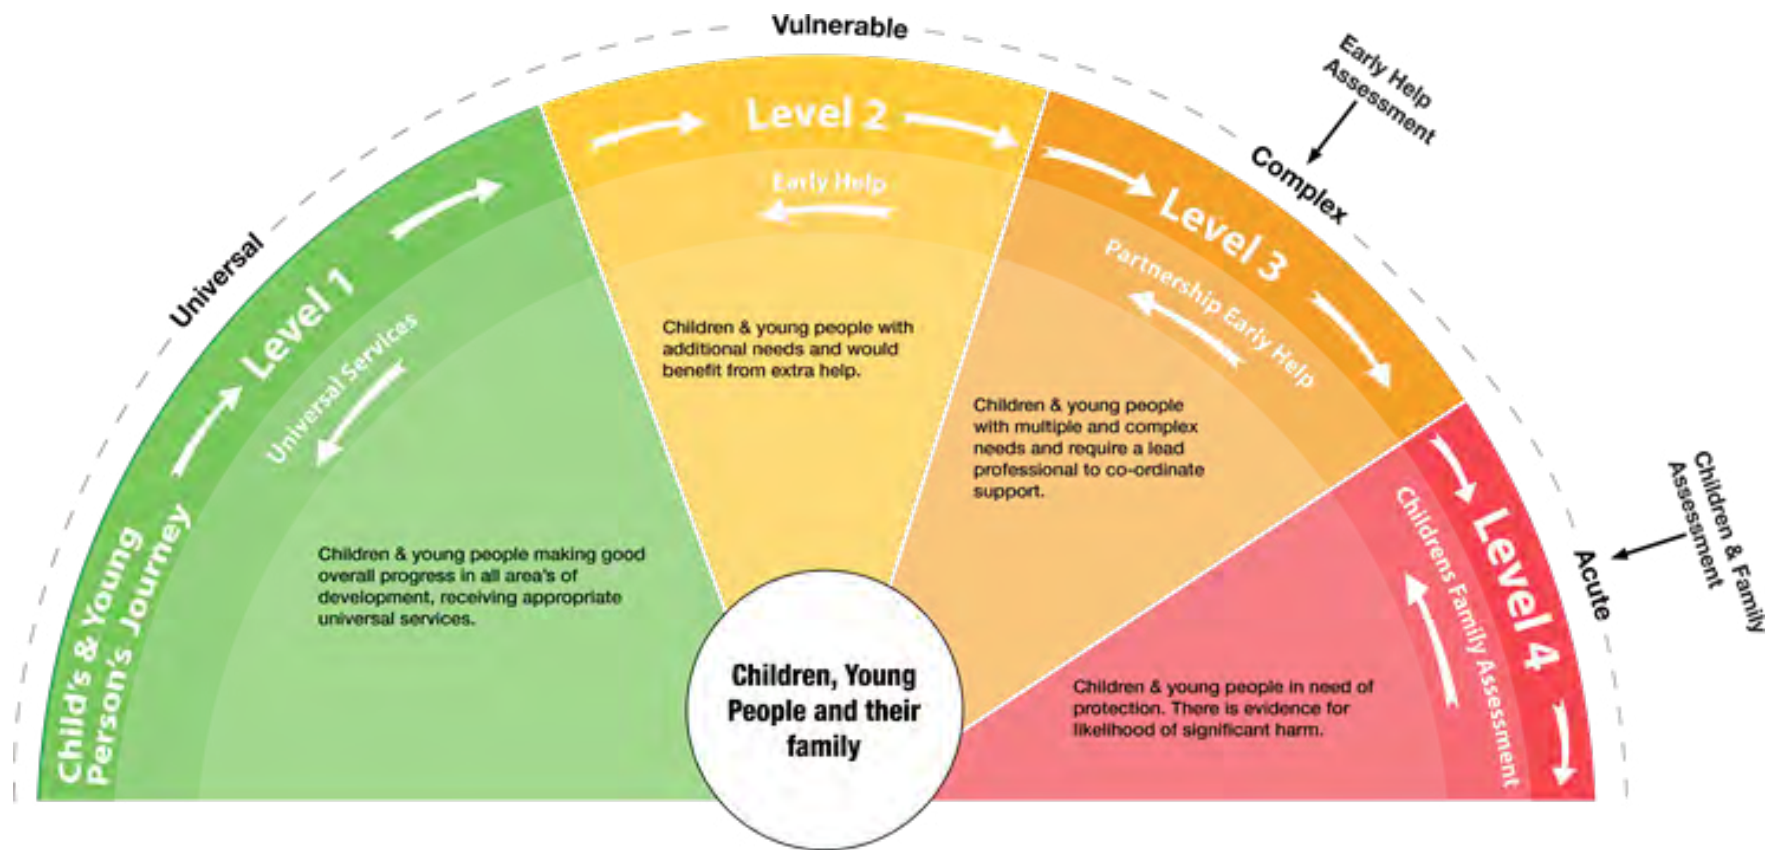 Vulnerable
Early Help
Assessment
Complex
Universal
Children & Family
Assessment
Acute
Child's & Young
Person's Journey
Level 1
Universal Services
Children & young people making good
overall progress in all area's of
development, receiving appropriate
universal services.
Level 2
Early Help
Children & young people with
additional needs and would
benefit from extra help.
Level 3
Partnership Early Help
Children & young people
with multiple and complex
needs and require a lead
professional to co-ordinate
support.
Level 4
Childrens Family Assessment
Children & young people in need of
protection. There is evidence for
likelihood of significant harm.
Children, Young
People and their
family